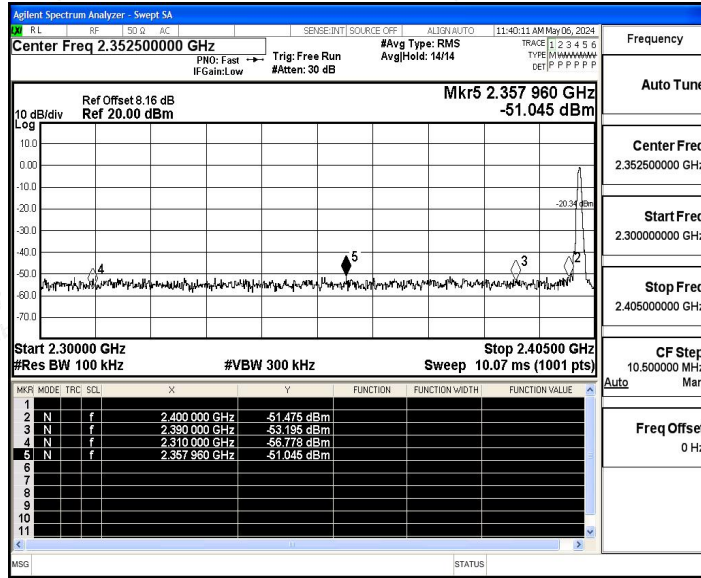 Agilent Spectrum Analyzer - Swept SA
LXI RL RF 50 Ω AC SENSE:INT SOURCE OFF ALIGNAUTO 11:40:11 AM May 06, 2024
Center Freq 2.352500000 GHz
PNO: Fast
IFGain:Low
Trig: Free Run
#Atten: 30 dB
#Avg Type: RMS
Avg|Hold: 14/14
TRACE 1 2 3 4 5 6
TYPE MWWWWW
DET P P P P P P
Mkr5 2.357 960 GHz
-51.045 dBm
Ref Offset 8.16 dB
10 dB/div Ref 20.00 dBm
Log
10.0
0.00
-10.0
-20.0
-30.0
-40.0
-50.0
-60.0
-70.0
-20.34 dBm
4
5
3
2
Start 2.30000 GHz Stop 2.40500 GHz
#Res BW 100 kHz #VBW 300 kHz Sweep 10.07 ms (1001 pts)
MKR MODE TRC SCL X Y FUNCTION FUNCTION WIDTH FUNCTION VALUE
1
2 N f 2.400 000 GHz -51.475 dBm
3 N f 2.390 000 GHz -53.195 dBm
4 N f 2.310 000 GHz -56.778 dBm
5 N f 2.357 960 GHz -51.045 dBm
6
7
8
9
10
11
MSG STATUS
Frequency
Auto Tune
Center Freq
2.352500000 GHz
Start Freq
2.300000000 GHz
Stop Freq
2.405000000 GHz
CF Step
10.500000 MHz
Auto Man
Freq Offset
0 Hz